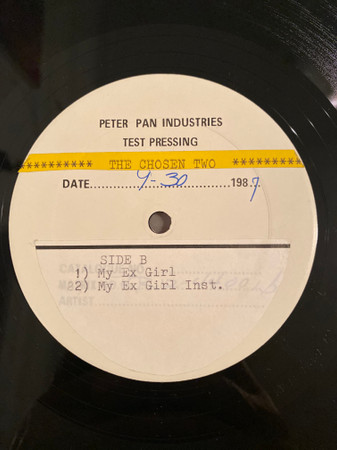 PETER PAN INDUSTRIES
TEST PRESSING
********* THE CHOSEN TWO *********
DATE..........4-30..........1987
SIDE B
1) My Ex Girl
2) My Ex Girl Inst.
ARTIST